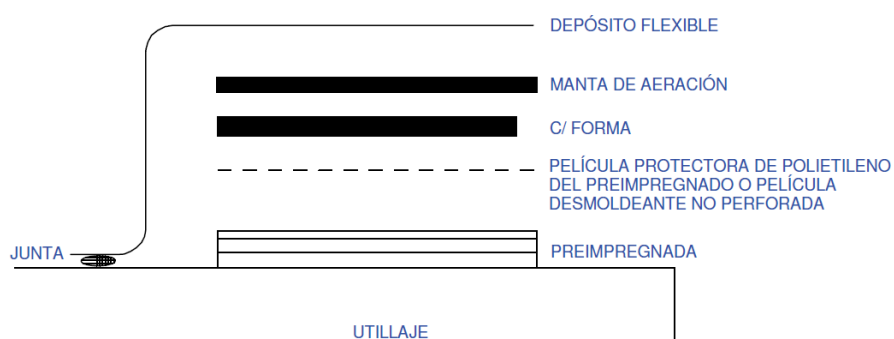 DEPÓSITO FLEXIBLE
MANTA DE AERACIÓN
C/ FORMA
PELÍCULA PROTECTORA DE POLIETILENO
DEL PREIMPREGNADO O PELÍCULA
DESMOLDEANTE NO PERFORADA
JUNTA
PREIMPREGNADA
UTILLAJE